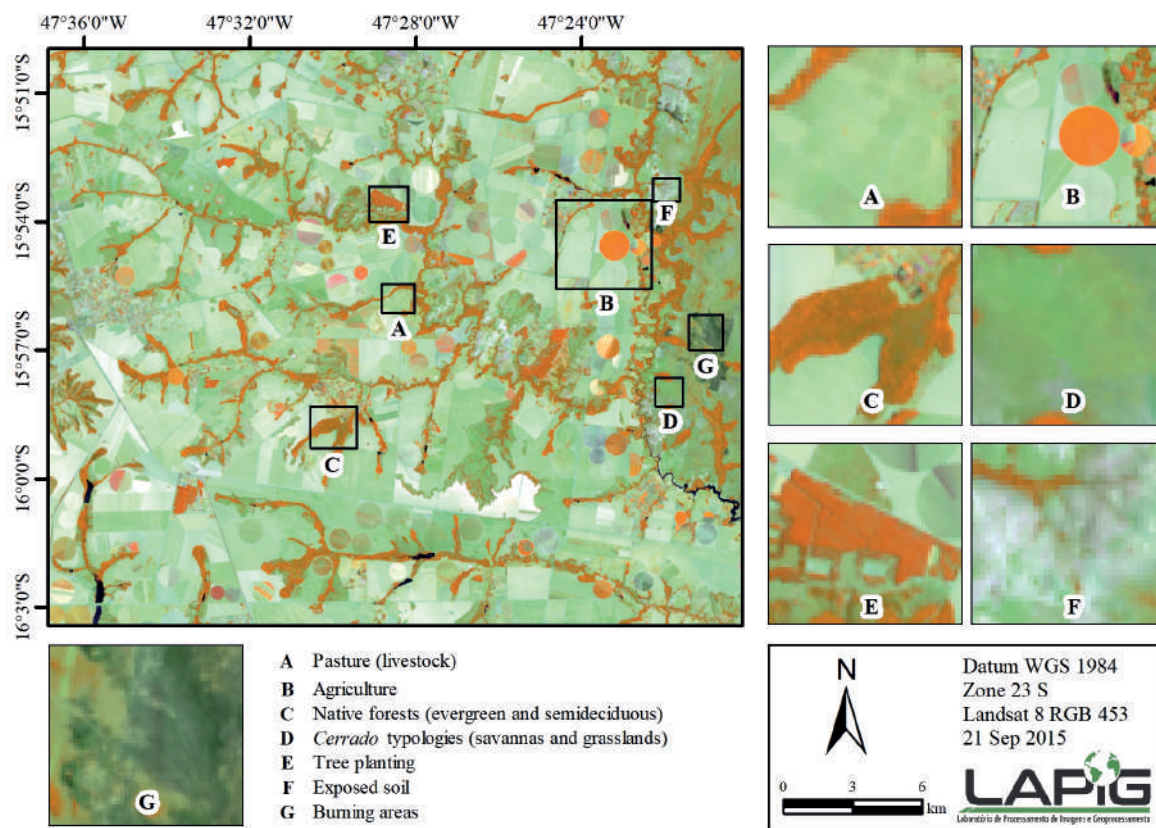 47°36'0"W 47°32'0"W 47°28'0"W 47°24'0"W
15°51'0"S
15°54'0"S
15°57'0"S
16°0'0"S
16°3'0"S
E
F
B
A
G
D
C
A
B
C
D
E
F
G
A Pasture (livestock)
B Agriculture
C Native forests (evergreen and semideciduous)
D Cerrado typologies (savannas and grasslands)
E Tree planting
F Exposed soil
G Burning areas
N
0 3 6
km
Datum WGS 1984
Zone 23 S
Landsat 8 RGB 453
21 Sep 2015
LAPIG
Laboratório de Processamento de Imagens e Geoprocessamento